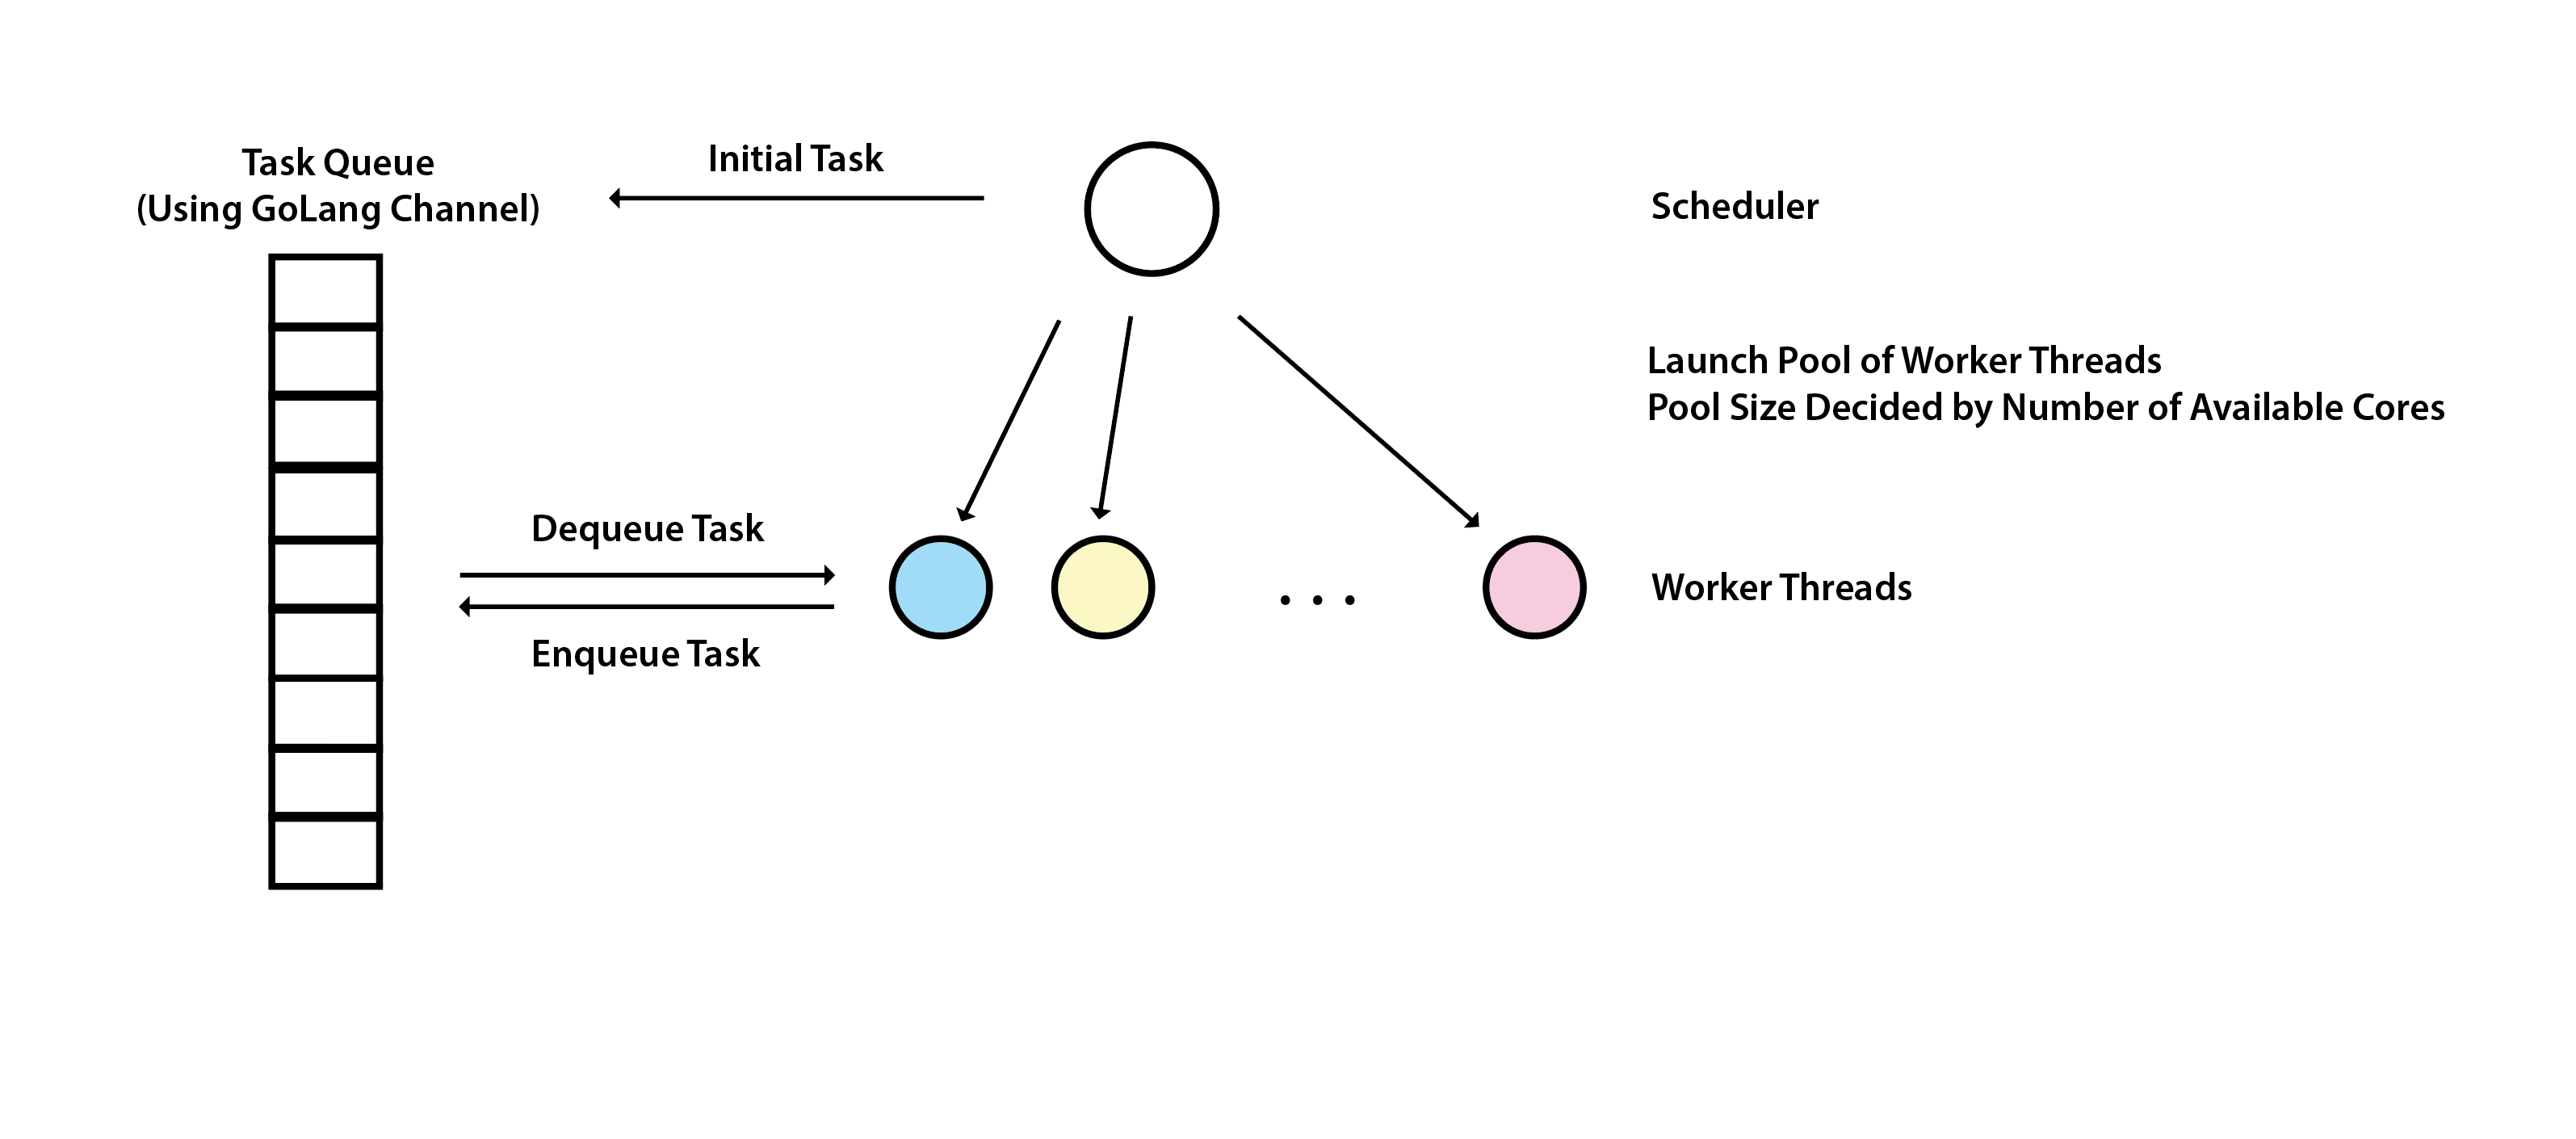 Task Queue
(Using GoLang Channel)
Initial Task
Scheduler
Launch Pool of Worker Threads
Pool Size Decided by Number of Available Cores
Dequeue Task
Enqueue Task
. . .
Worker Threads